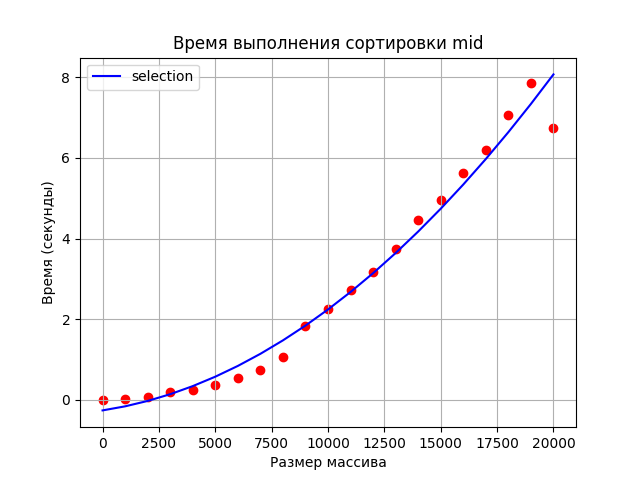 Время выполнения сортировки mid
selection
8
6
4
2
0
Время (секунды)
0 2500 5000 7500 10000 12500 15000 17500 20000
Размер массива